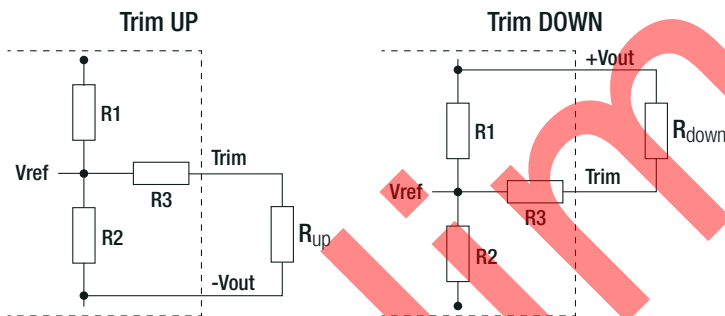 Trim UP
Trim DOWN
R1
Vref
Trim
R3
R2
Rup
-Vout
+Vout
R1
Rdown
Vref
Trim
R3
R2